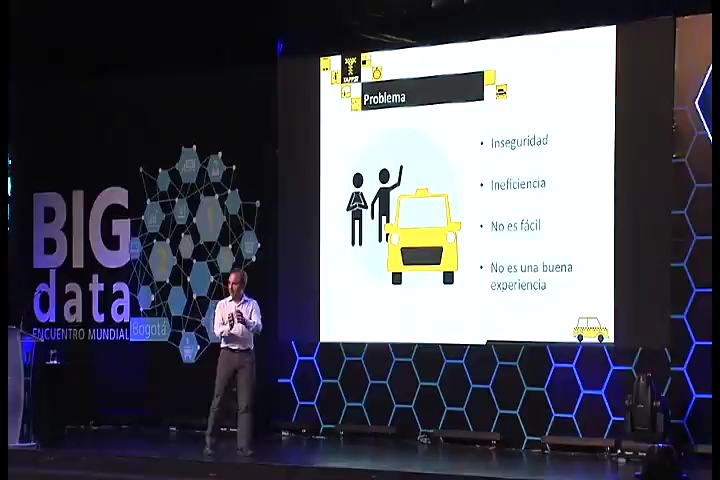 Problema
• Inseguridad
• Ineficiencia
• No es fácil
• No es una buena
experiencia
BIG
data
ENCUENTRO MUNDIAL
Bogotá